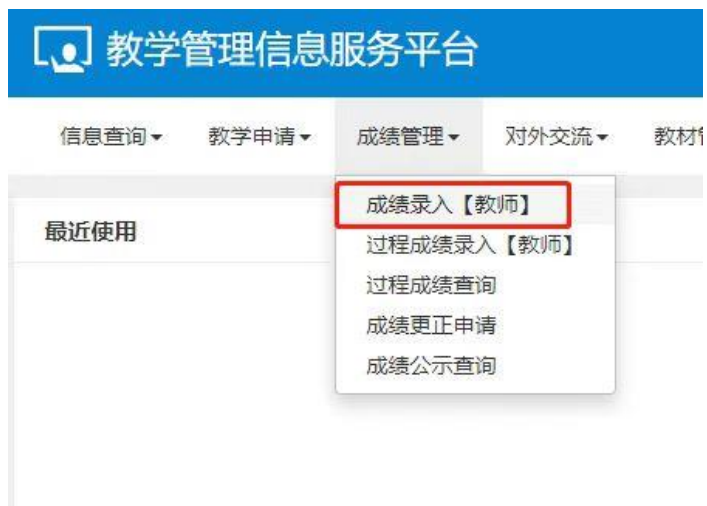 教学管理信息服务平台
信息查询 教学申请 成绩管理 对外交流 教材
成绩录入【教师】
最近使用
过程成绩录入【教师】
过程成绩查询
成绩更正申请
成绩公示查询